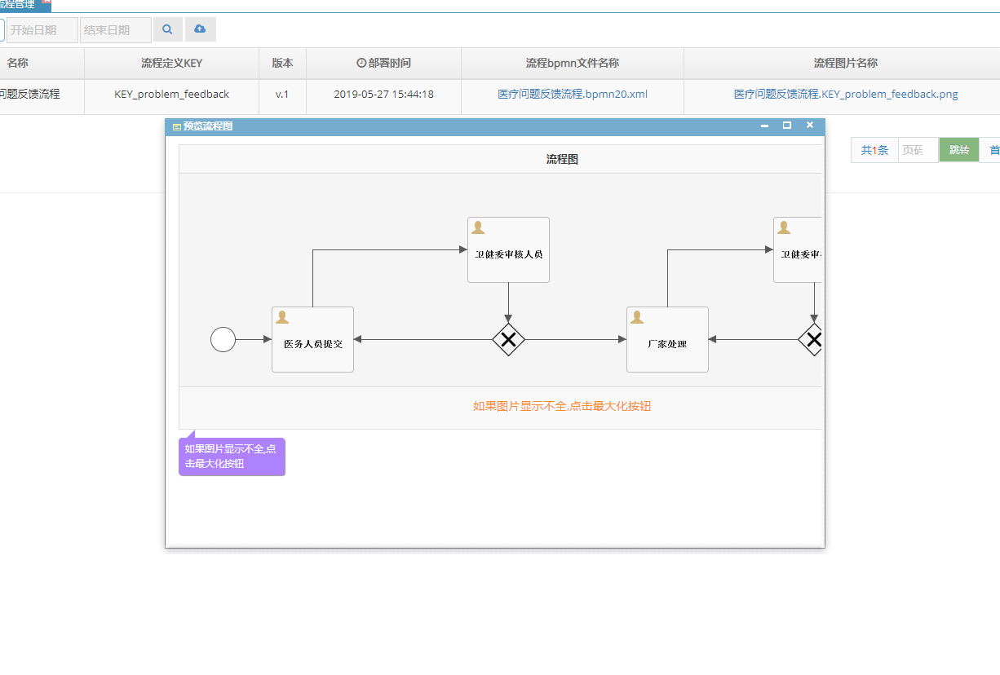 流程管理
开始日期 结束日期
名称 流程定义KEY 版本 部署时间 流程bpmn文件名称 流程图片名称
问题反馈流程 KEY_problem_feedback v.1 2019-05-27 15:44:18 医疗问题反馈流程.bpmn20.xml 医疗问题反馈流程.KEY_problem_feedback.png
预览流程图
共1条 页码 跳转 首
流程图
卫健委审核人员
卫健委审
医务人员提交
厂家处理
如果图片显示不全,点击最大化按钮
如果图片显示不全,点
击最大化按钮